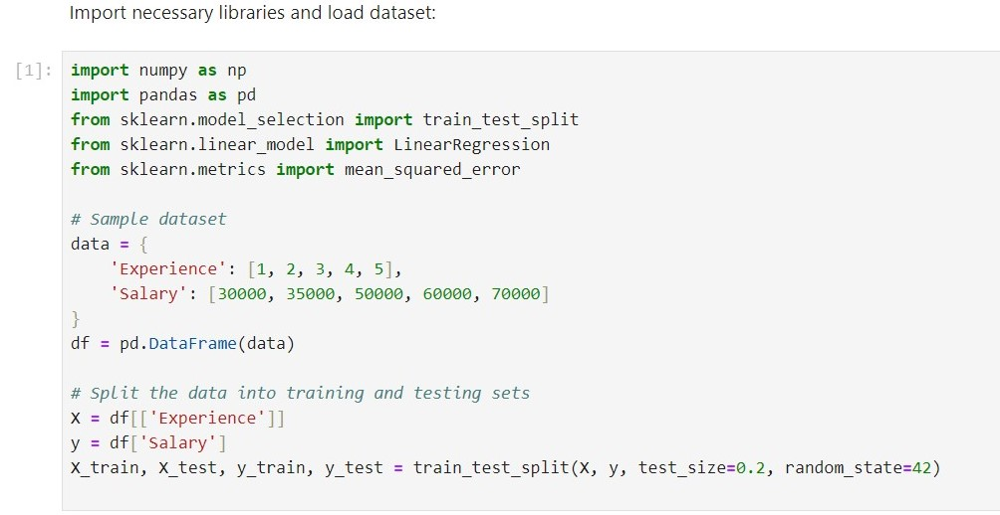 Import necessary libraries and load dataset:
[1]:
import numpy as np
import pandas as pd
from sklearn.model_selection import train_test_split
from sklearn.linear_model import LinearRegression
from sklearn.metrics import mean_squared_error
# Sample dataset
data = {
'Experience': [1, 2, 3, 4, 5],
'Salary': [30000, 35000, 50000, 60000, 70000]
}
df = pd.DataFrame(data)
# Split the data into training and testing sets
X = df[['Experience']]
y = df['Salary']
X_train, X_test, y_train, y_test = train_test_split(X, y, test_size=0.2, random_state=42)